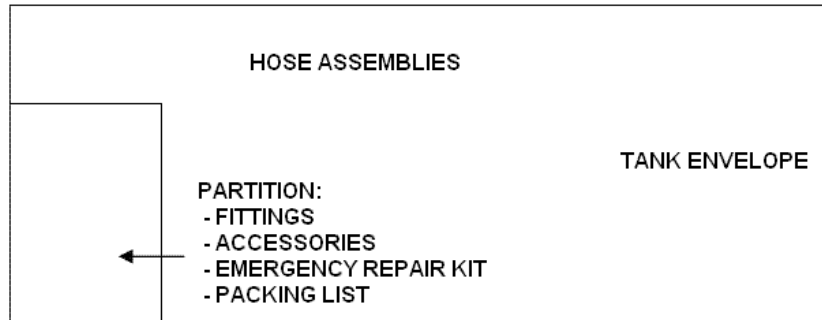 HOSE ASSEMBLIES
TANK ENVELOPE
PARTITION:
- FITTINGS
- ACCESSORIES
- EMERGENCY REPAIR KIT
- PACKING LIST